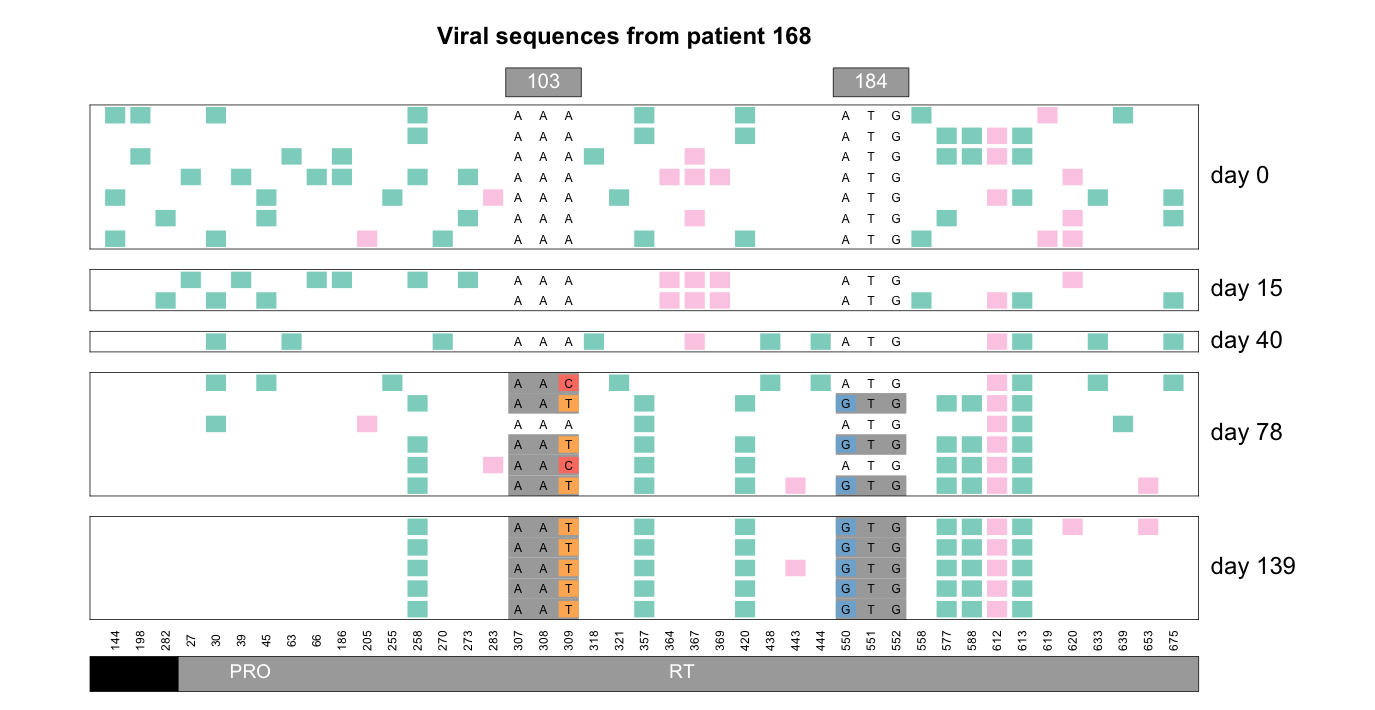 Viral sequences from patient 168
103 184
A A A A T G
A A A A T G
A A A A T G
A A A A T G
A A A A T G
A A A A T G
A A A A T G
day 0
A A A A T G
A A A A T G
day 15
A A A A T G
day 40
A A C A T G
A A T G T G
A A A A T G
A A T G T G
A A C A T G
A A T G T G
day 78
A A T G T G
A A T G T G
A A T G T G
A A T G T G
A A T G T G
day 139
144 198 282 27 30 39 45 63 66 186 205 255 258 270 273 283 307 308 309 318 321 357 364 367 369 420 438 443 444 550 551 552 558 577 588 612 613 619 620 633 639 653 675
PRO RT